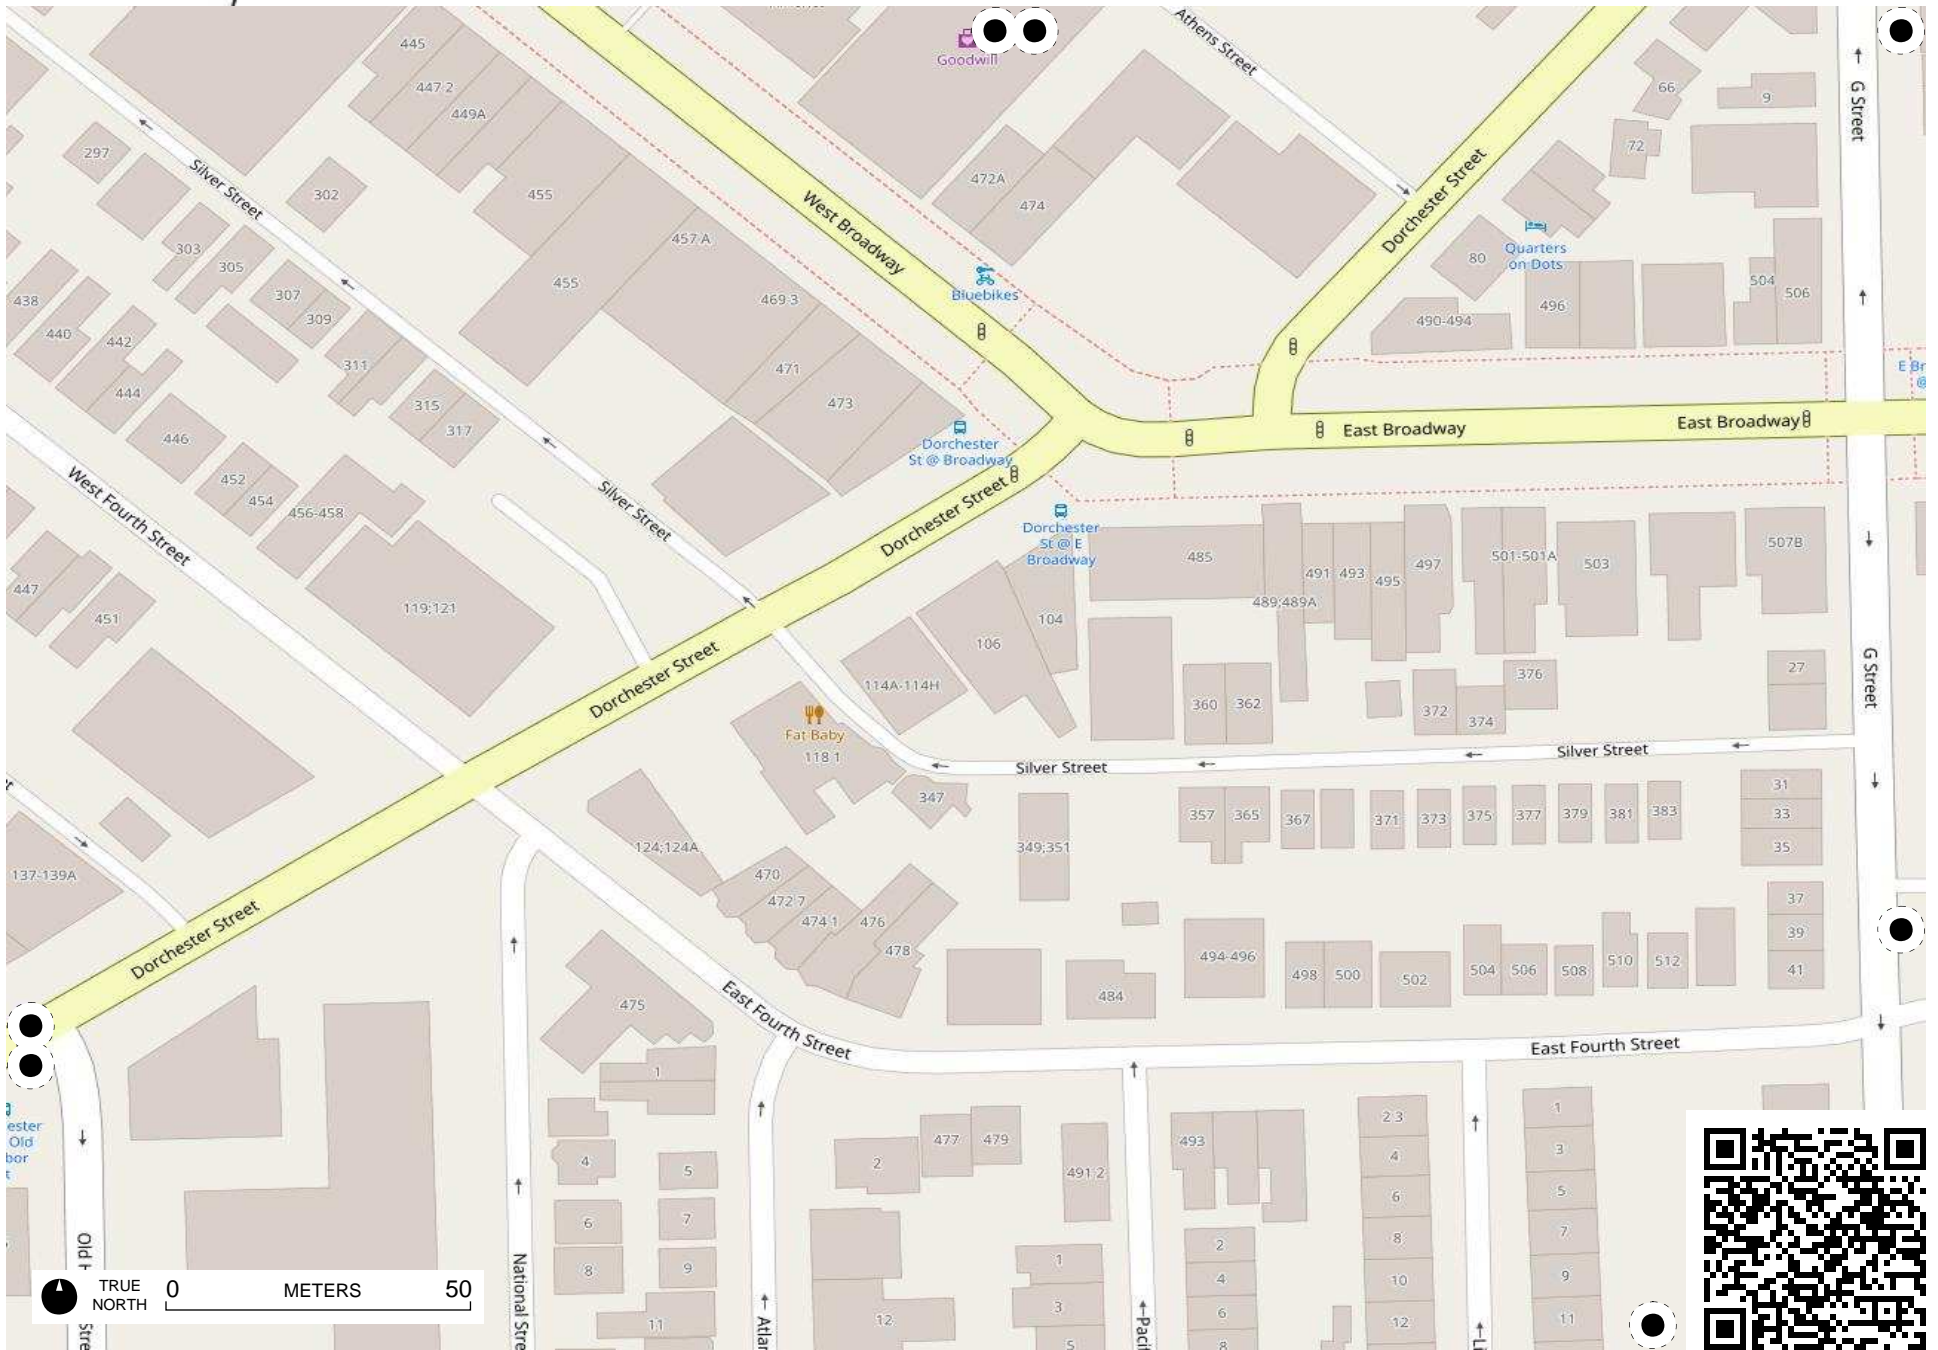 Goodwill
Athens Street
G Street
445
447 2
449A
66
9
72
297
Silver Street
302
472A
474
455
West Broadway
Dorchester Street
457 A
303
305
80
Quarters
on Dots
504
506
455
307
309
438
440
442
444
Bluebikes
469 3
496
490-494
311
315
317
446
471
473
E Br
@
East Broadway
East Broadway
Dorchester
St @ Broadway
452
454
456-458
West Fourth Street
Silver Street
Dorchester Street
Dorchester
St @ E
Broadway
485
489;489A
491
493
495
497
501-501A
503
507B
447
451
119;121
104
106
114A-114H
Dorchester Street
360
362
372
374
376
27
G Street
Fat Baby
118 1
Silver Street
Silver Street
347
349;351
357
365
367
371
373
375
377
379
381
383
31
33
35
124;124A
470
472 7
474 1
476
478
137-139A
Dorchester Street
37
39
41
494-496
498
500
502
504
506
508
510
512
484
475
East Fourth Street
East Fourth Street
1
ester
Old
bor
t
4
5
6
7
8
9
11
2
477
479
491 2
493
2 3
4
6
8
10
12
1
3
5
7
9
11
1
3
5
2
4
6
8
12
Old H
Stre
National Stre
Atlan
Pacif
Li
TRUE
NORTH
0 METERS 50